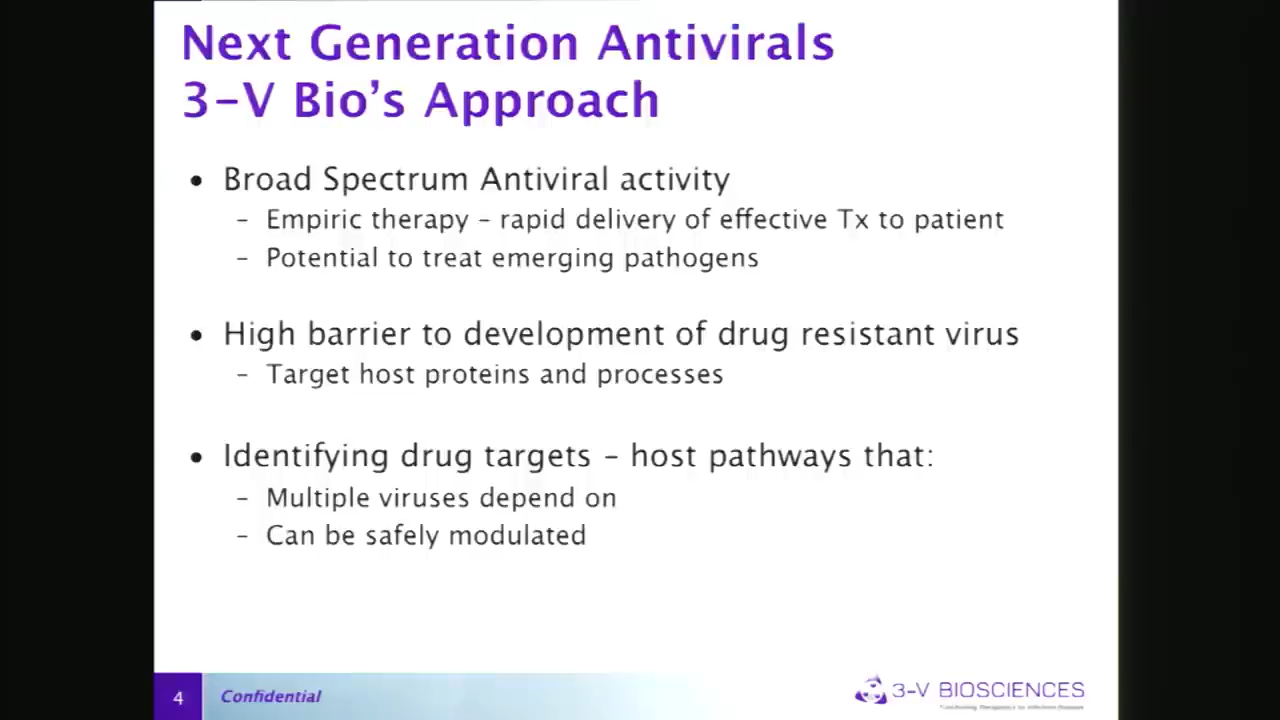 Next Generation Antivirals
3-V Bio's Approach
• Broad Spectrum Antiviral activity
– Empiric therapy – rapid delivery of effective Tx to patient
– Potential to treat emerging pathogens
• High barrier to development of drug resistant virus
– Target host proteins and processes
• Identifying drug targets – host pathways that:
– Multiple viruses depend on
– Can be safely modulated
4 Confidential
3-V BIOSCIENCES